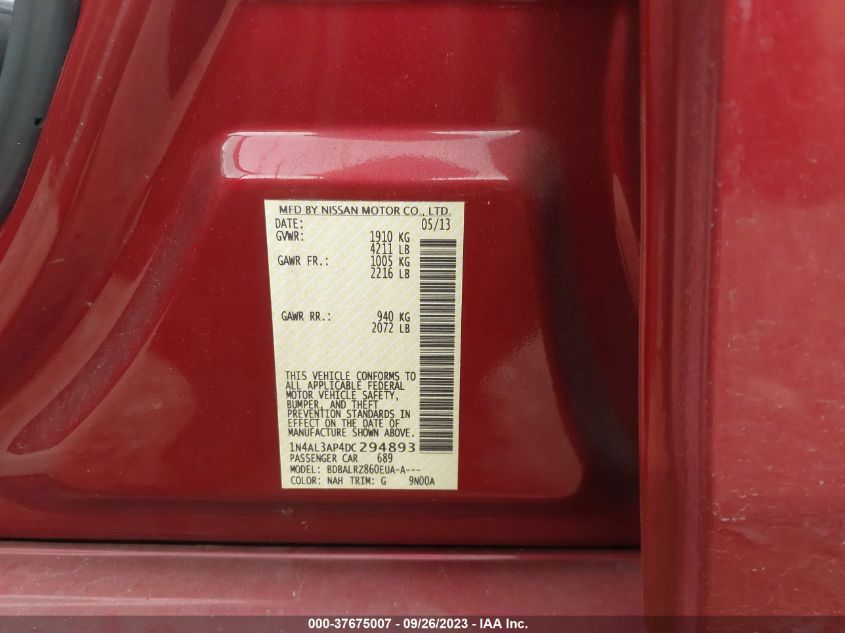 MFD BY NISSAN MOTOR CO., LTD.
DATE: 05/13
GVWR: 1910 KG
4211 LB
GAWR FR.: 1005 KG
2216 LB
GAWR RR.: 940 KG
2072 LB
THIS VEHICLE CONFORMS TO
ALL APPLICABLE FEDERAL
MOTOR VEHICLE SAFETY,
BUMPER, AND THEFT
PREVENTION STANDARDS IN
EFFECT ON THE DATE OF
MANUFACTURE SHOWN ABOVE.
1N4AL3AP4DC294893
PASSENGER CAR 689
MODEL: BDBALRZ860EUA-A---
COLOR: NAH TRIM: G 9N00A
000-37675007 - 09/26/2023 - IAA Inc.